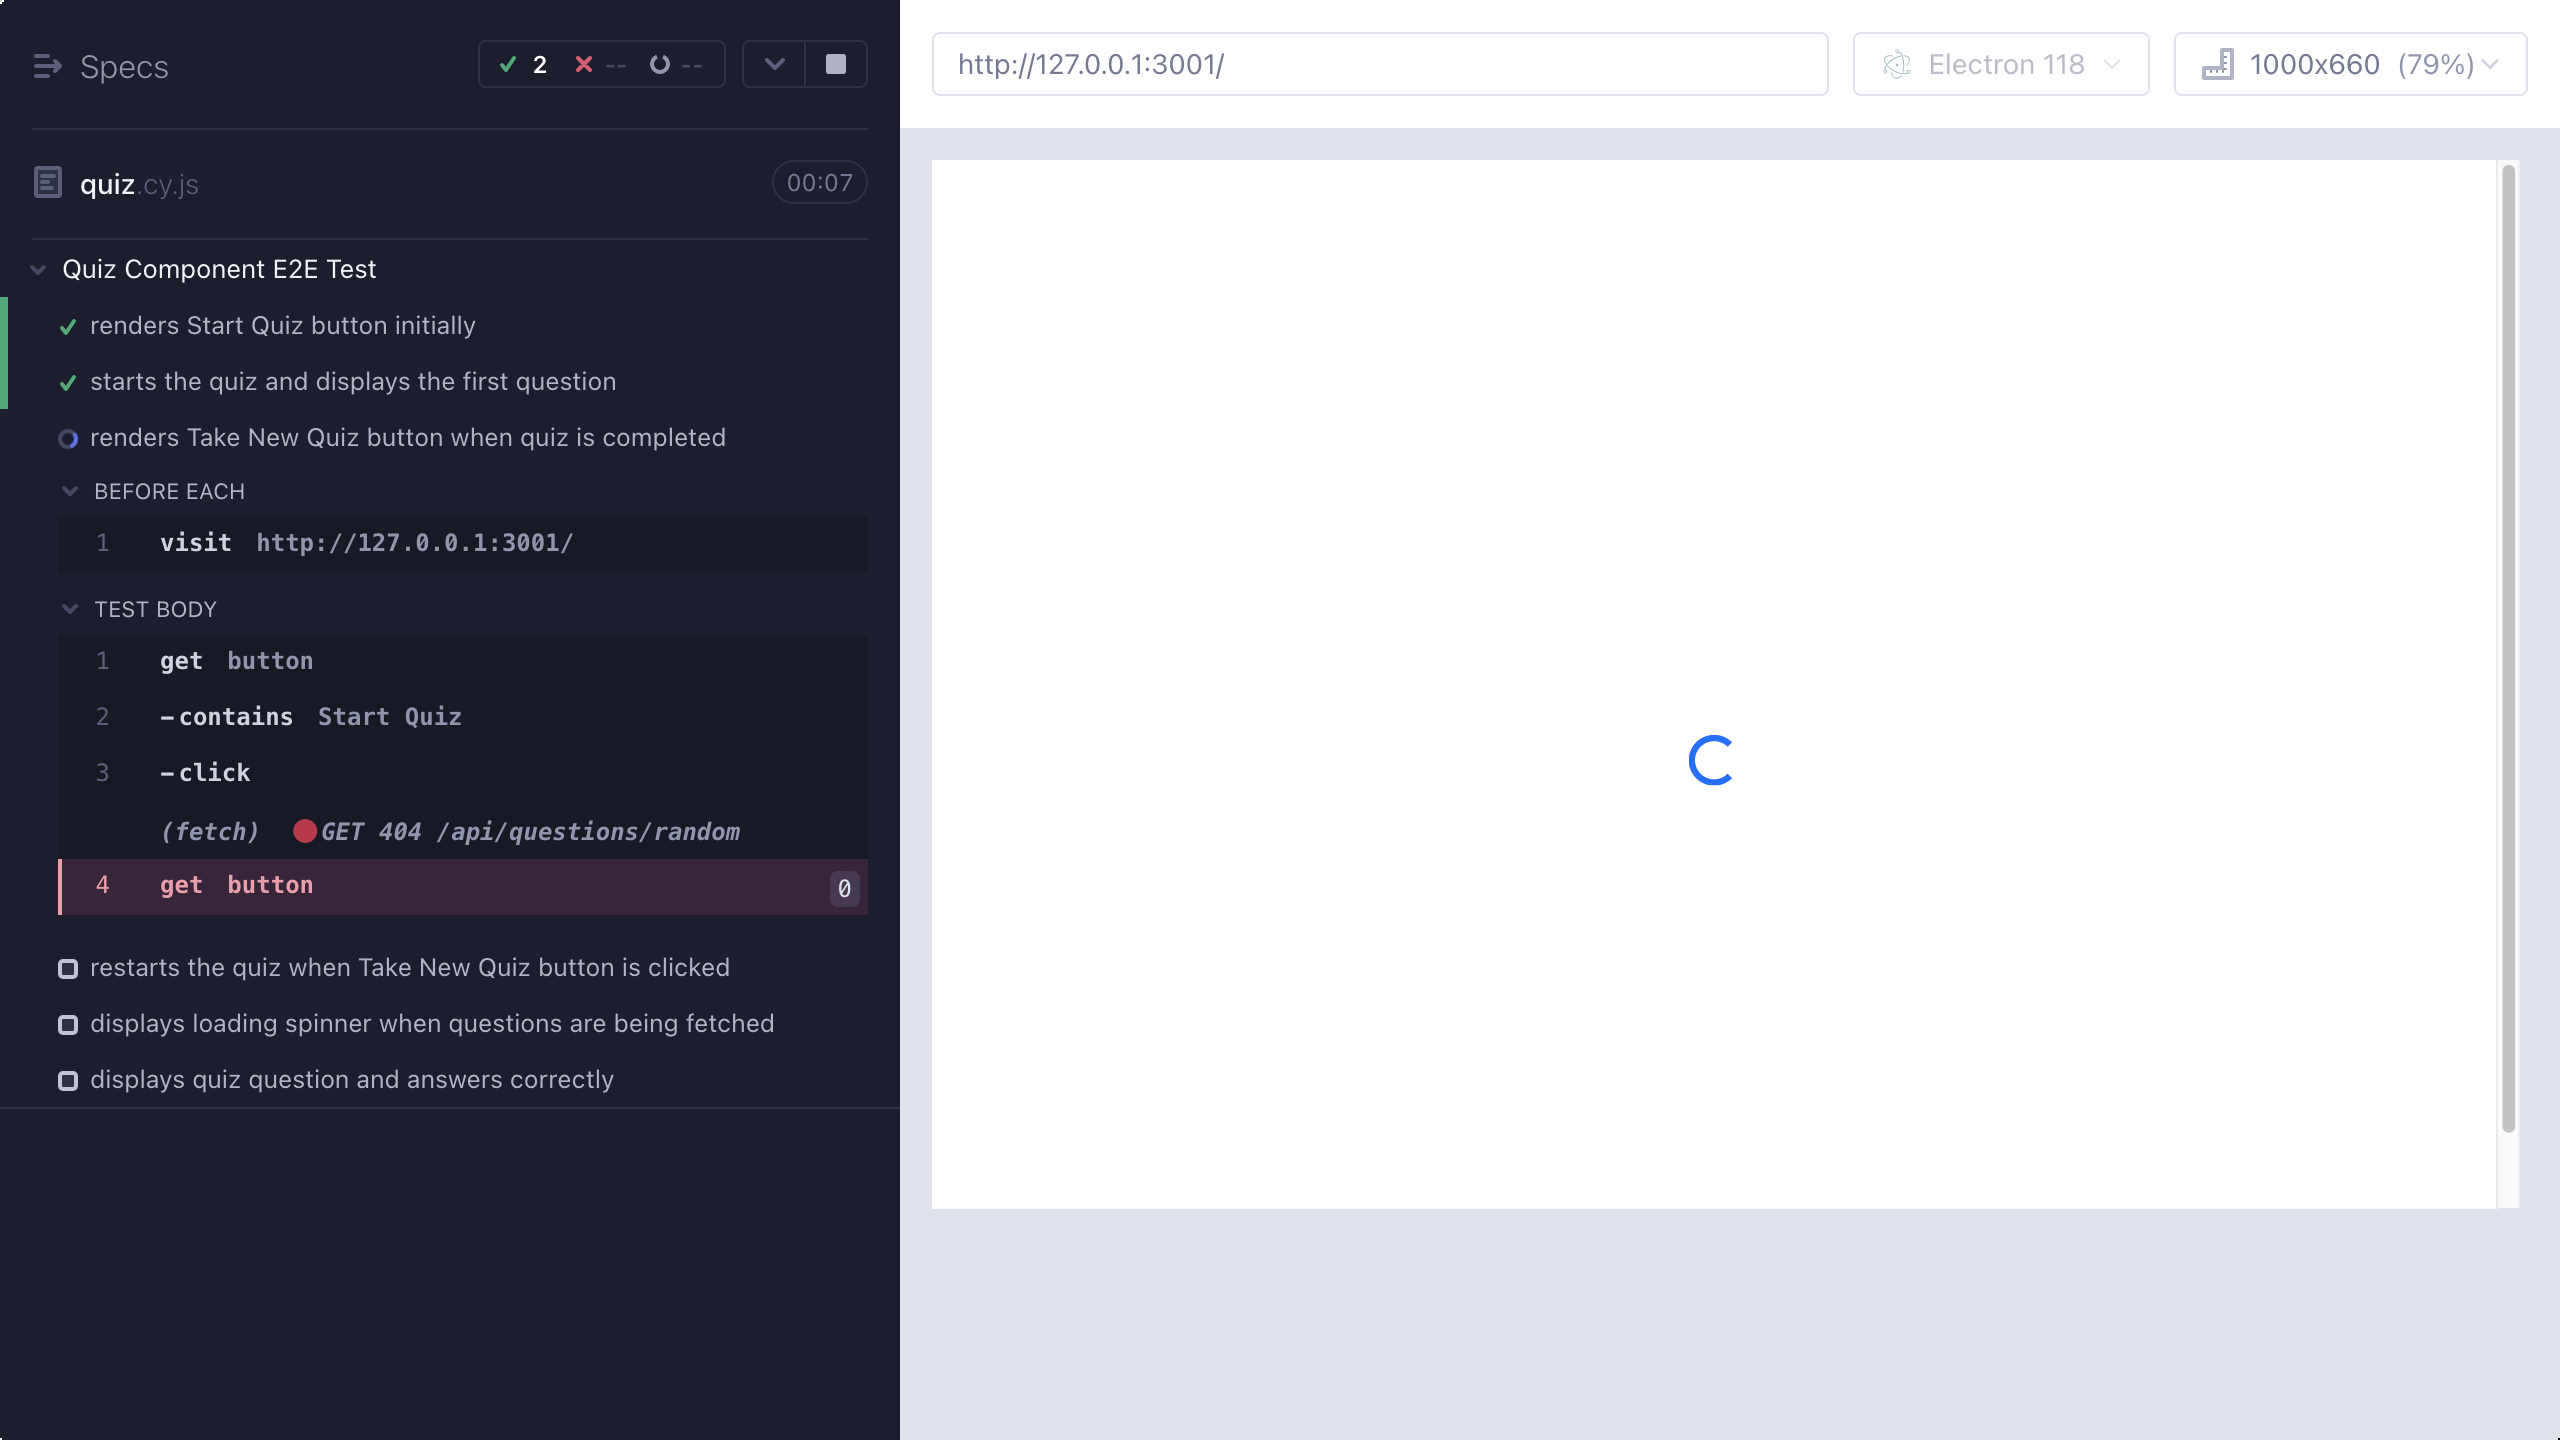 Specs
2 -- --
quiz.cy.js 00:07
Quiz Component E2E Test
renders Start Quiz button initially
starts the quiz and displays the first question
renders Take New Quiz button when quiz is completed
BEFORE EACH
1 visit http://127.0.0.1:3001/
TEST BODY
1 get button
2 -contains Start Quiz
3 -click
(fetch) GET 404 /api/questions/random
4 get button 0
restarts the quiz when Take New Quiz button is clicked
displays loading spinner when questions are being fetched
displays quiz question and answers correctly
http://127.0.0.1:3001/ Electron 118 1000x660 (79%)